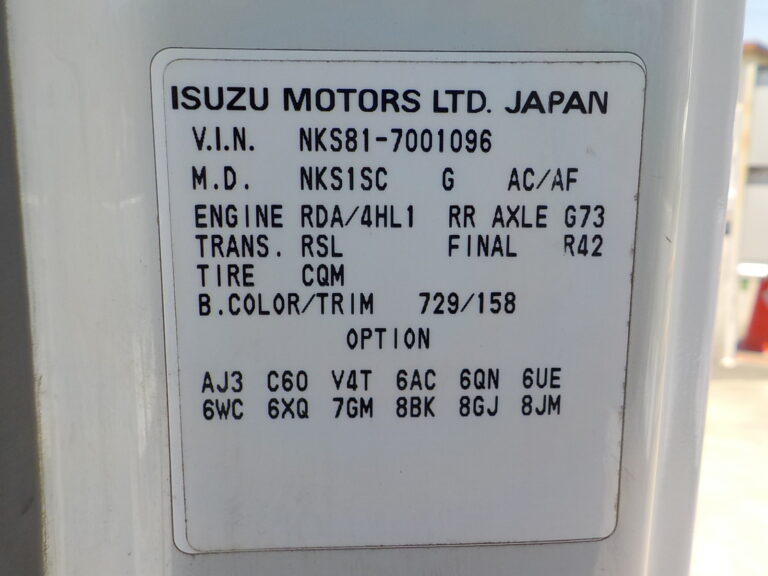 ISUZU MOTORS LTD. JAPAN
V.I.N. NKS81-7001096
M.D. NKS1SC G AC/AF
ENGINE RDA/4HL1 RR AXLE G73
TRANS. RSL FINAL R42
TIRE CQM
B.COLOR/TRIM 729/158
OPTION
AJ3 C60 V4T 6AC 6QN 6UE
6WC 6XQ 7GM 8BK 8GJ 8JM